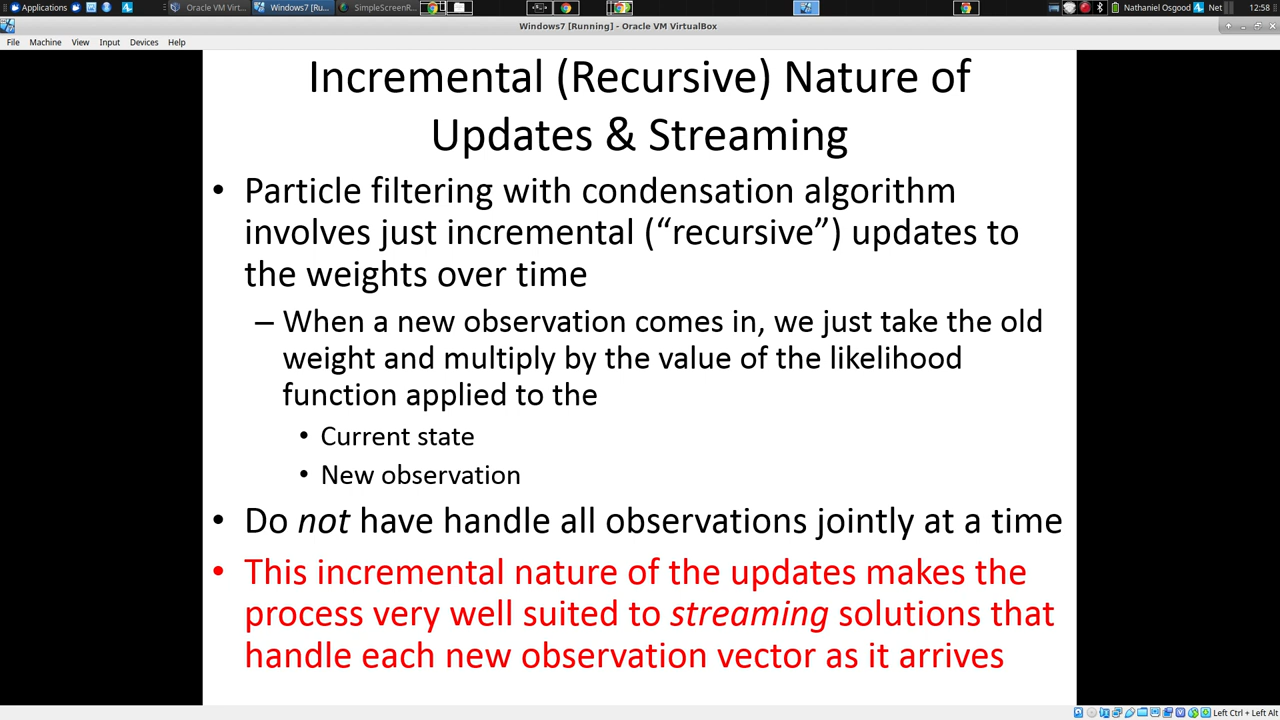 Applications
Oracle VM Virt...
Windows7 [Ru...
SimpleScreenR...
Nathaniel Osgood
Net
12:58
Windows7 [Running] - Oracle VM VirtualBox
File Machine View Input Devices Help
Incremental (Recursive) Nature of
Updates & Streaming
• Particle filtering with condensation algorithm
involves just incremental (“recursive”) updates to
the weights over time
– When a new observation comes in, we just take the old
weight and multiply by the value of the likelihood
function applied to the
• Current state
• New observation
• Do not have handle all observations jointly at a time
• This incremental nature of the updates makes the
process very well suited to streaming solutions that
handle each new observation vector as it arrives
Left Ctrl + Left Alt